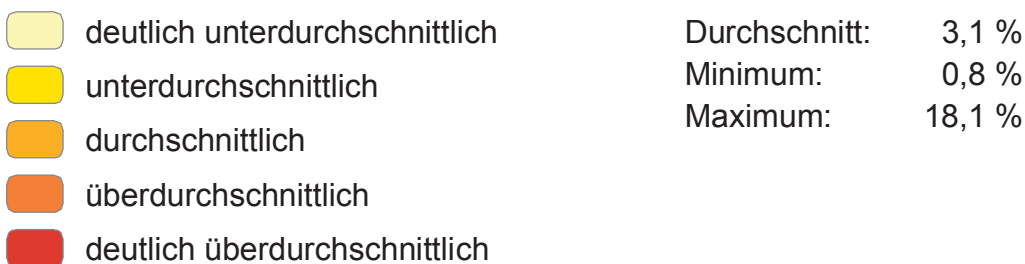 deutlich unterdurchschnittlich
unterdurchschnittlich
durchschnittlich
überdurchschnittlich
deutlich überdurchschnittlich
Durchschnitt: 3,1 %
Minimum: 0,8 %
Maximum: 18,1 %